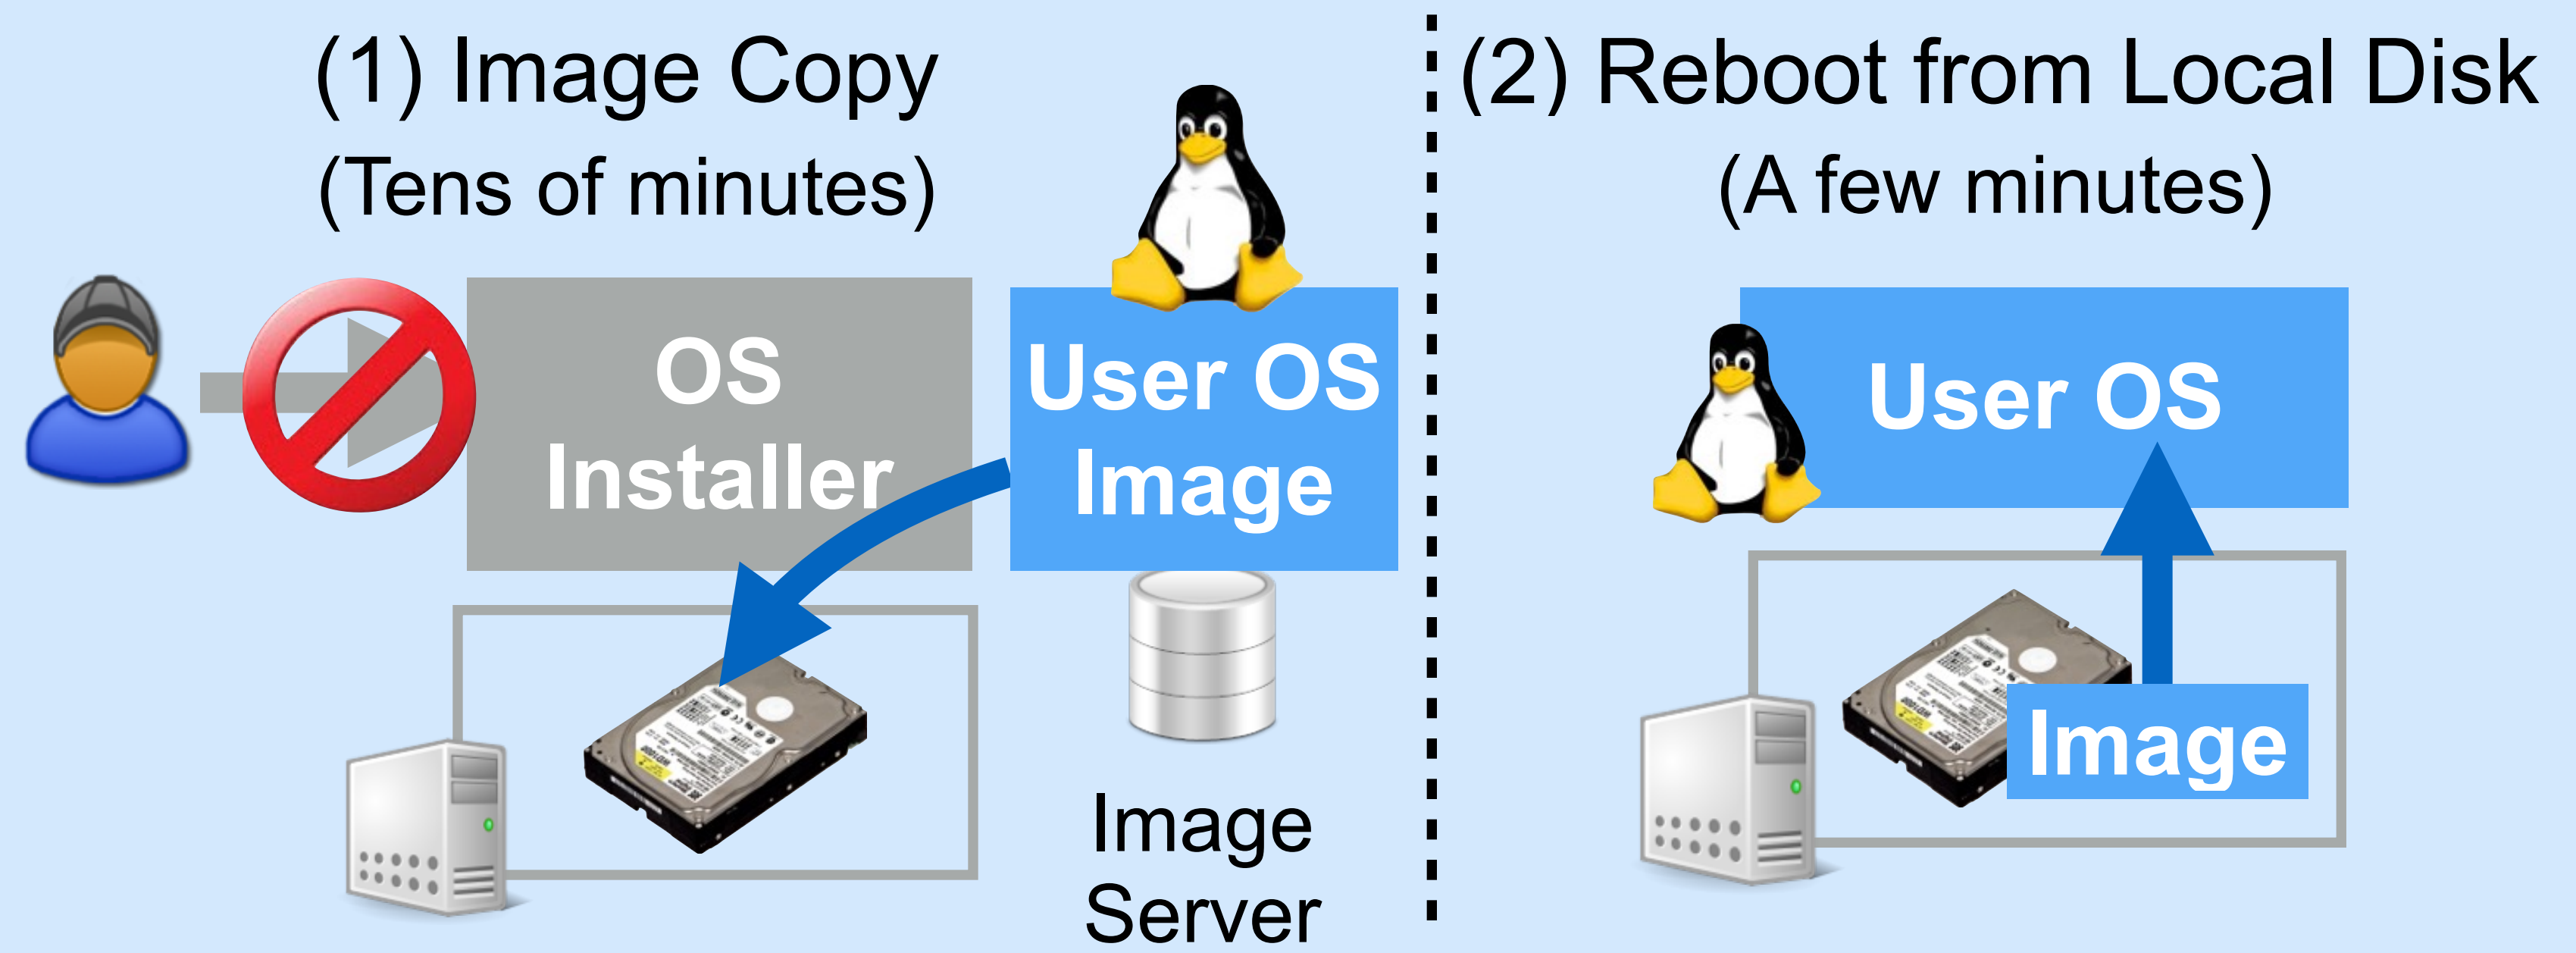 (1) Image Copy
(Tens of minutes)
OS
Installer
User OS
Image
Image
Server
(2) Reboot from Local Disk
(A few minutes)
User OS
Image